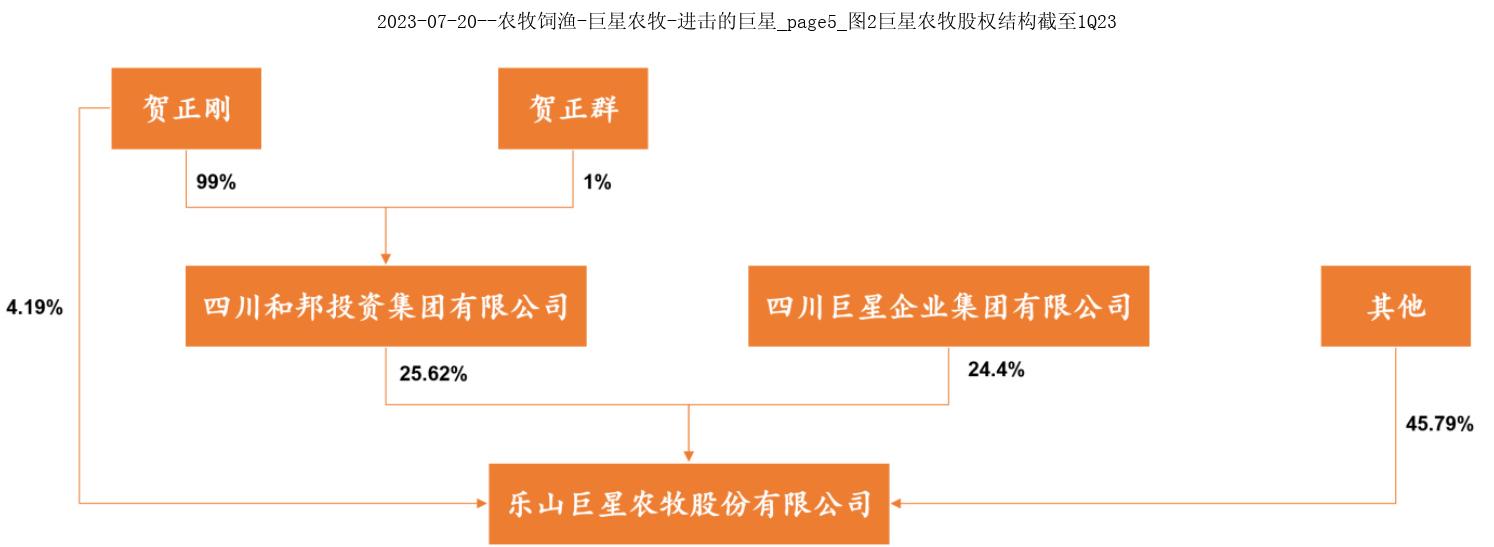 2023-07-20--农牧饲渔-巨星农牧-进击的巨星_page5_图2巨星农牧股权结构截至1Q23
贺正刚
贺正群
99%
1%
四川和邦投资集团有限公司
四川巨星企业集团有限公司
其他
4.19%
25.62%
24.4%
45.79%
乐山巨星农牧股份有限公司